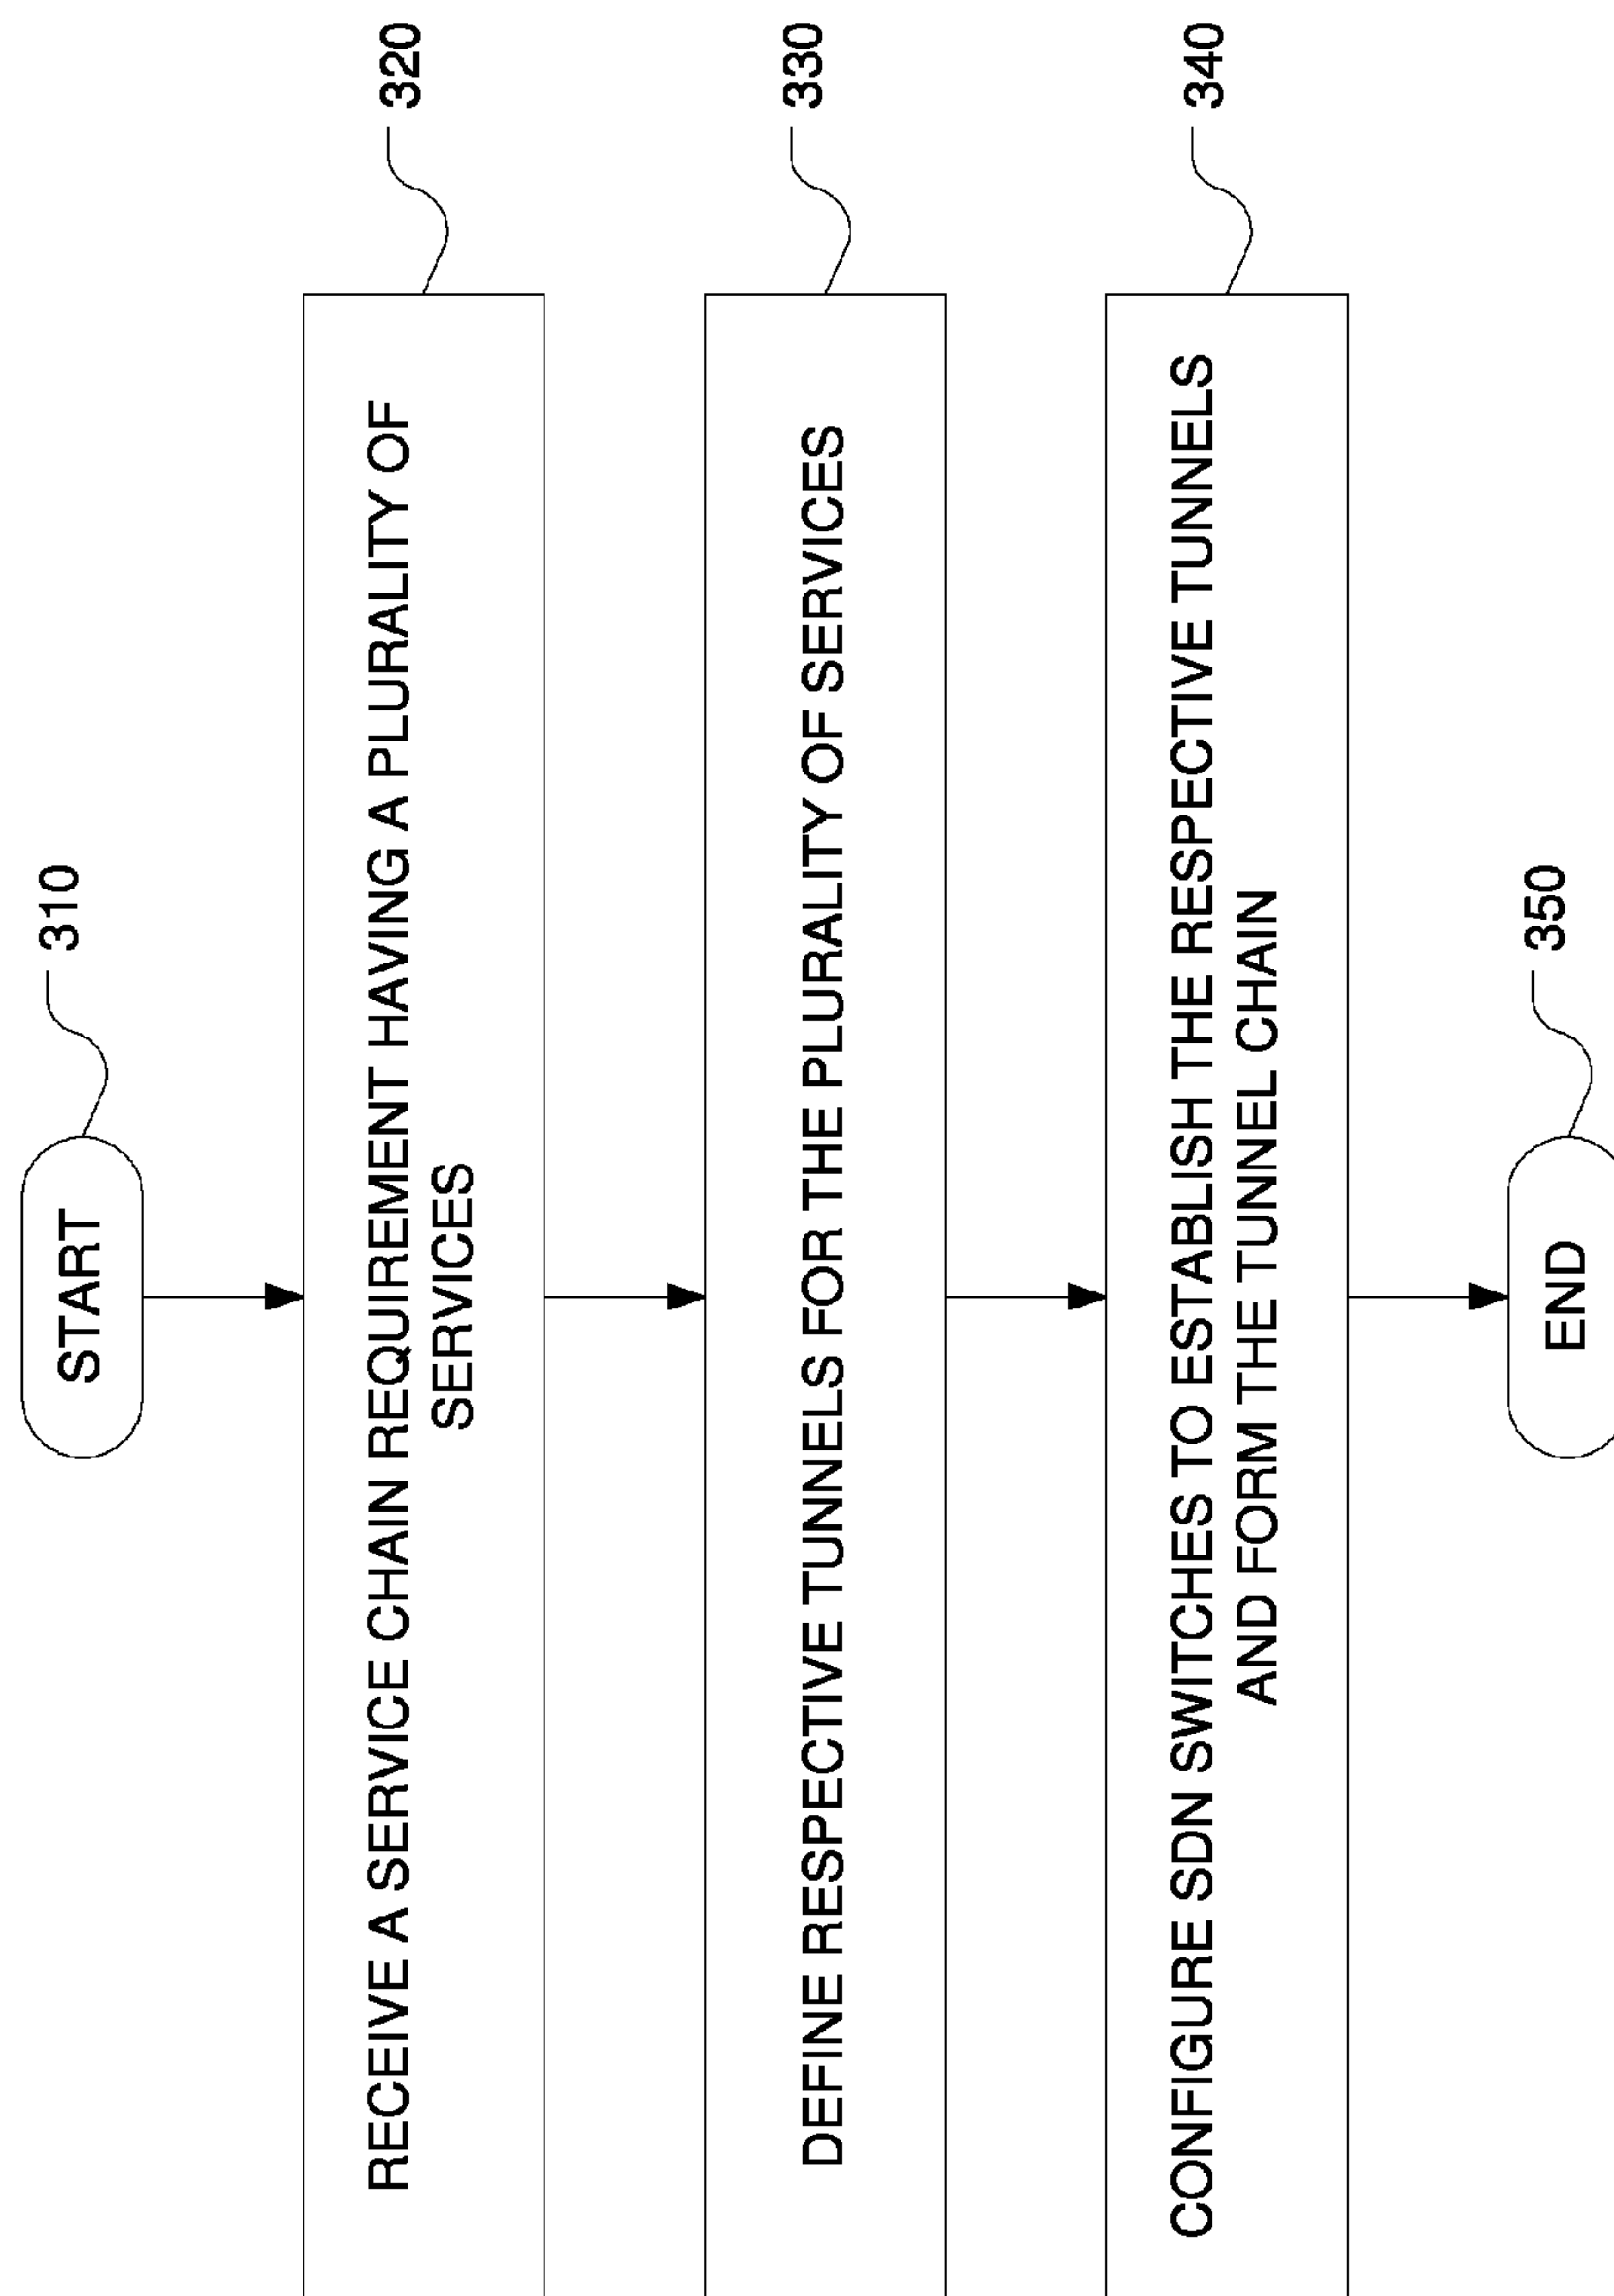 START
310
RECEIVE A SERVICE CHAIN REQUIREMENT HAVING A PLURALITY OF
SERVICES
320
DEFINE RESPECTIVE TUNNELS FOR THE PLURALITY OF SERVICES
330
CONFIGURE SDN SWITCHES TO ESTABLISH THE RESPECTIVE TUNNELS
AND FORM THE TUNNEL CHAIN
340
END
350